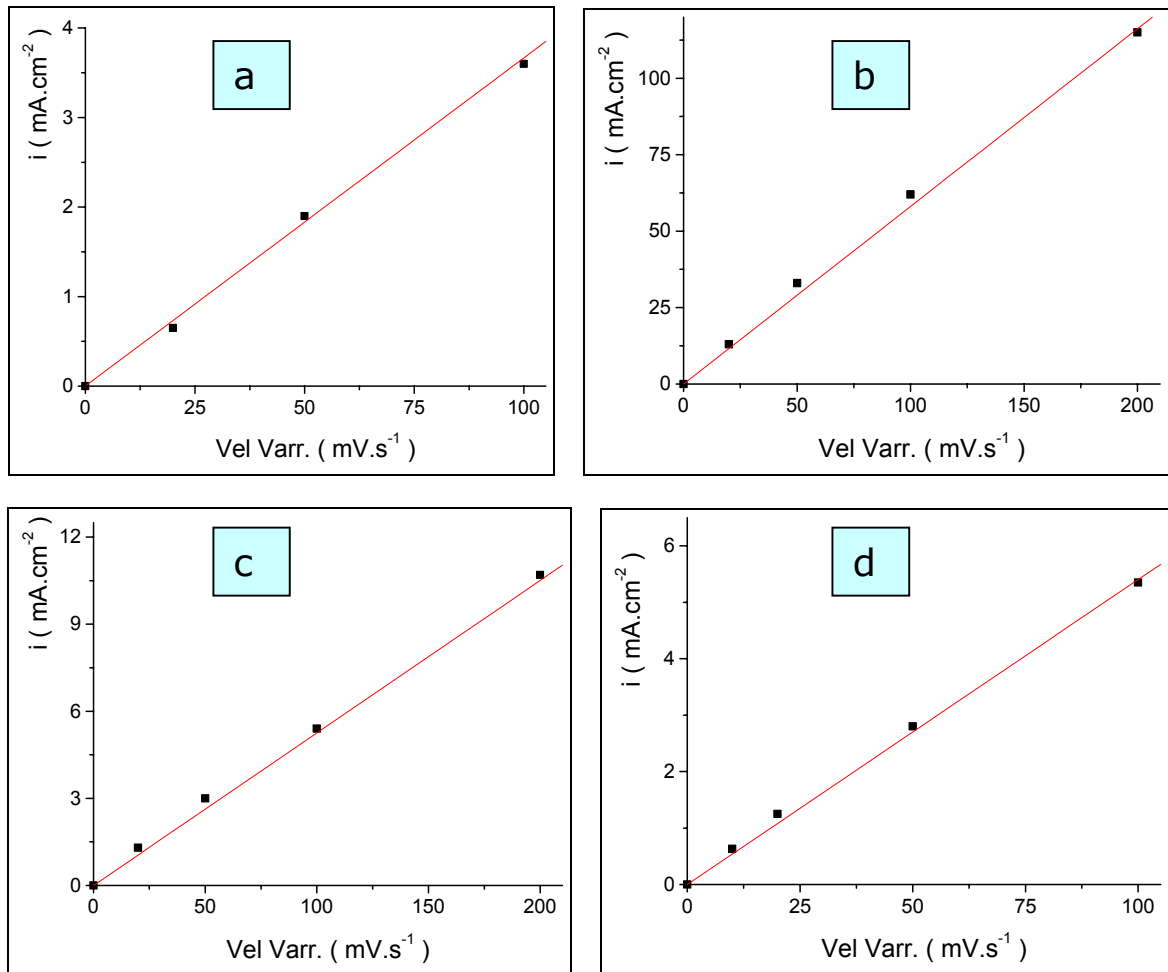 a
i ( mA.cm⁻²)
4
3
2
1
0
0 25 50 75 100
Vel Varr. ( mV.s⁻¹ )
b
i ( mA.cm⁻² )
100
75
50
25
0
0 50 100 150 200
Vel Varr. ( mV.s⁻¹ )
c
i ( mA.cm⁻² )
12
9
6
3
0
0 50 100 150 200
Vel Varr. ( mV.s⁻¹ )
d
i ( mA.cm⁻² )
6
4
2
0
0 25 50 75 100
Vel Varr. ( mV.s⁻¹ )